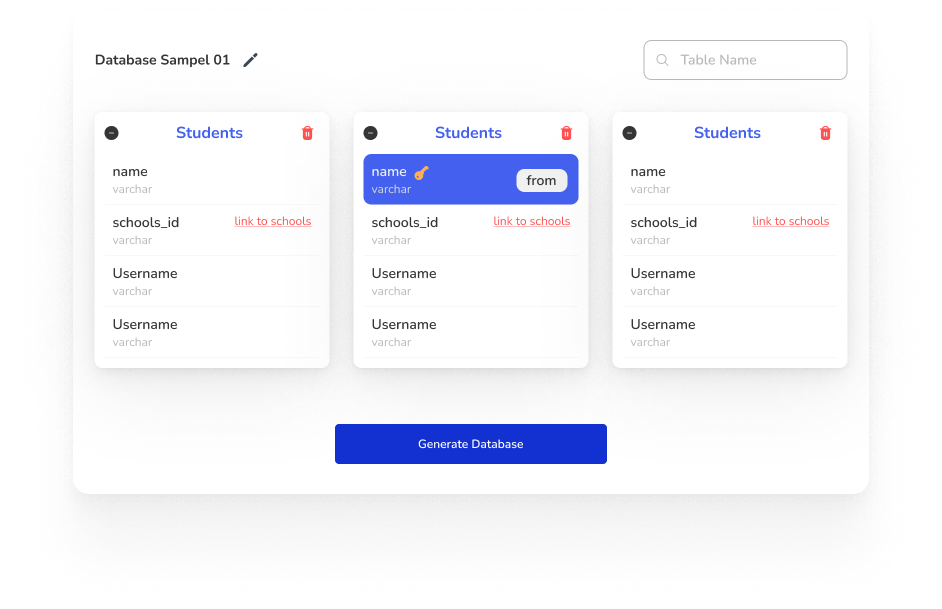 Database Sampel 01
Table Name
Students
name
varchar
schools_id
link to schools
varchar
Username
varchar
Username
varchar
Students
name
from
varchar
schools_id
link to schools
varchar
Username
varchar
Username
varchar
Students
name
varchar
schools_id
link to schools
varchar
Username
varchar
Username
varchar
Generate Database